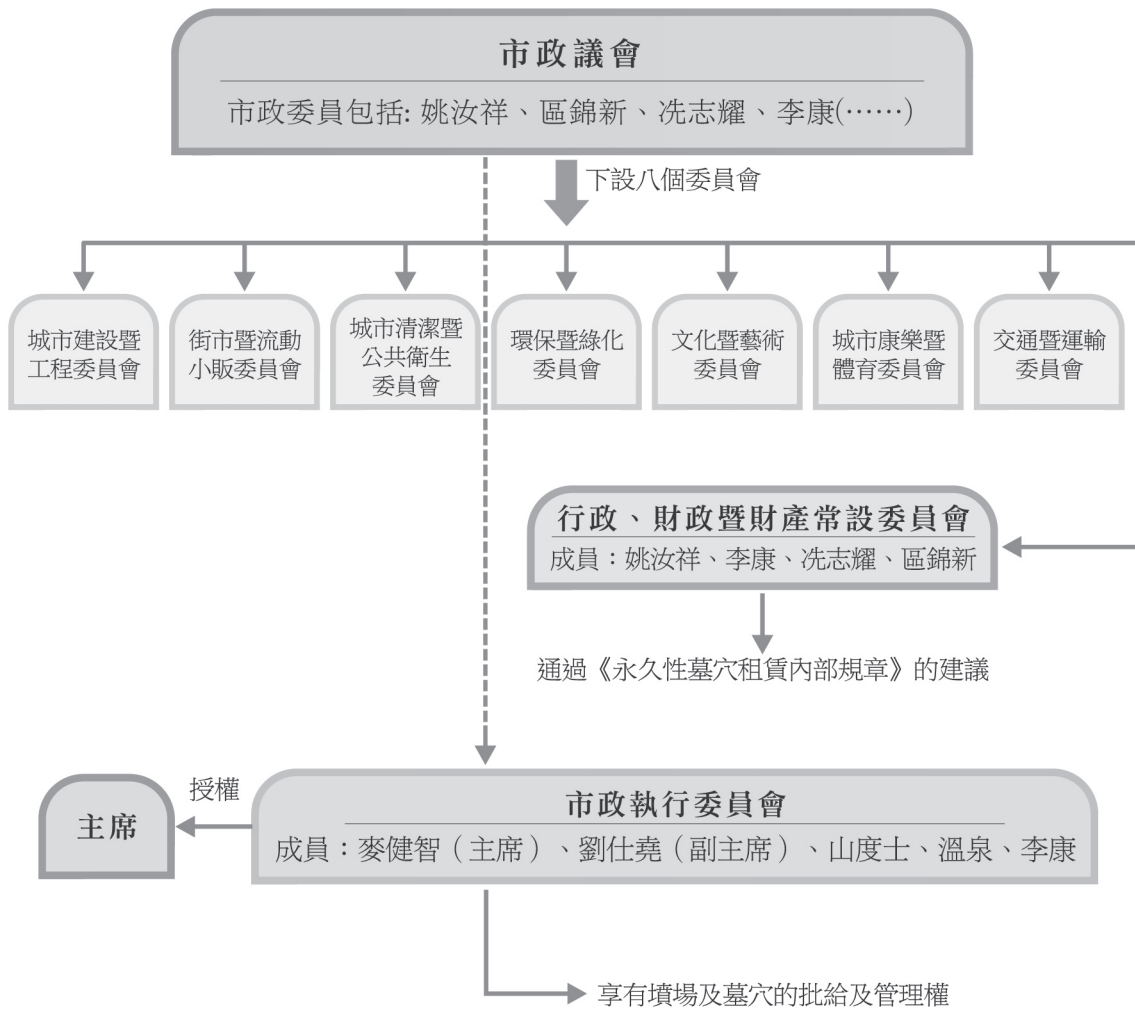 市政議會
市政委員包括: 姚汝祥、區錦新、冼志耀、李康(……)
下設八個委員會
城市建設暨
工程委員會
街市暨流動
小販委員會
城市清潔暨
公共衛生
委員會
環保暨綠化
委員會
文化暨藝術
委員會
城市康樂暨
體育委員會
交通暨運輸
委員會
行政、財政暨財產常設委員會
成員：姚汝祥、李康、冼志耀、區錦新
通過《永久性墓穴租賃內部規章》的建議
授權
主席
市政執行委員會
成員：麥健智（主席）、劉仕堯（副主席）、山度士、溫泉、李康
享有墳場及墓穴的批給及管理權